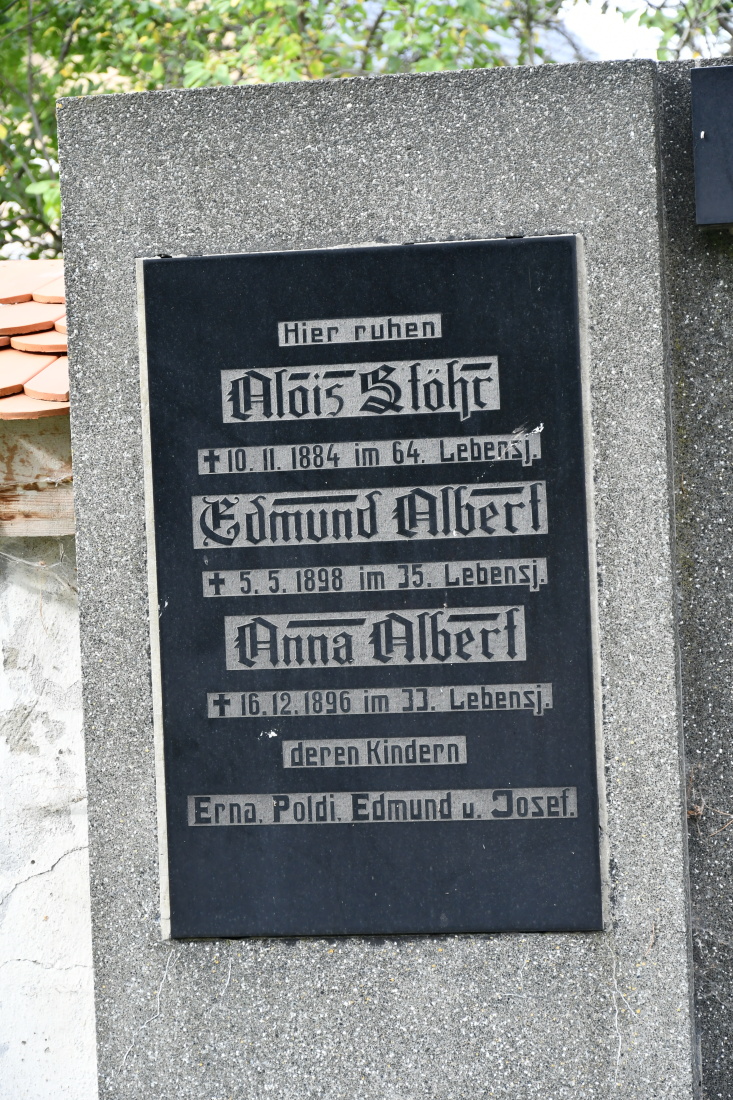 Hier ruhen
Alois Stöhr
✝ 10. 11. 1884 im 64. Lebensj.
Edmund Albert
✝ 5. 5. 1898 im 35. Lebensj.
Anna Albert
✝ 16. 12. 1896 im 33. Lebensj.
deren Kindern
Erna, Poldi, Edmund u. Josef.